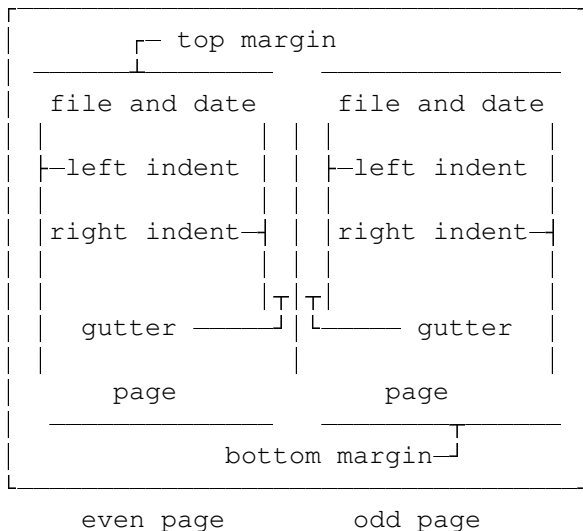 top margin
file and date file and date
left indent left indent
right indent right indent
gutter gutter
page page
bottom margin
even page odd page